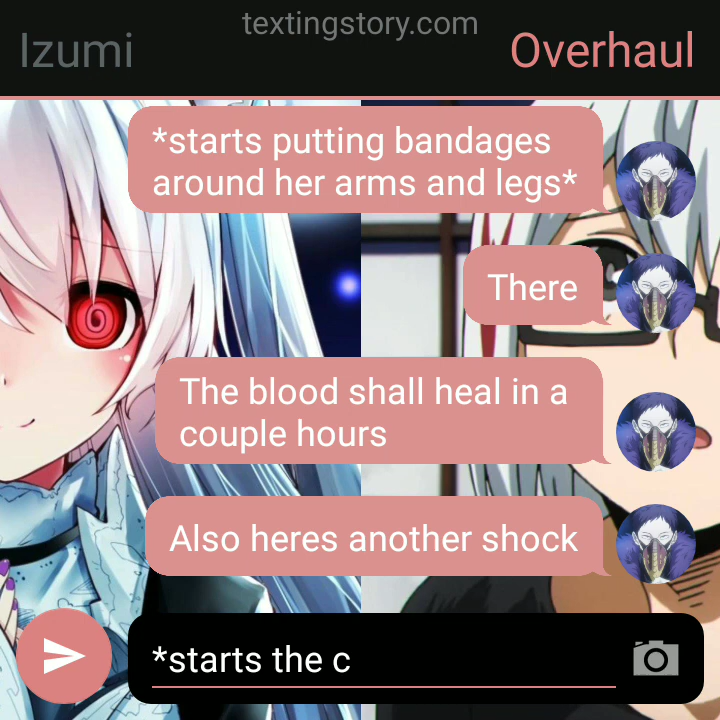 textingstory.com
Izumi
Overhaul
*starts putting bandages
around her arms and legs*
There
The blood shall heal in a
couple hours
Also heres another shock
*starts the c